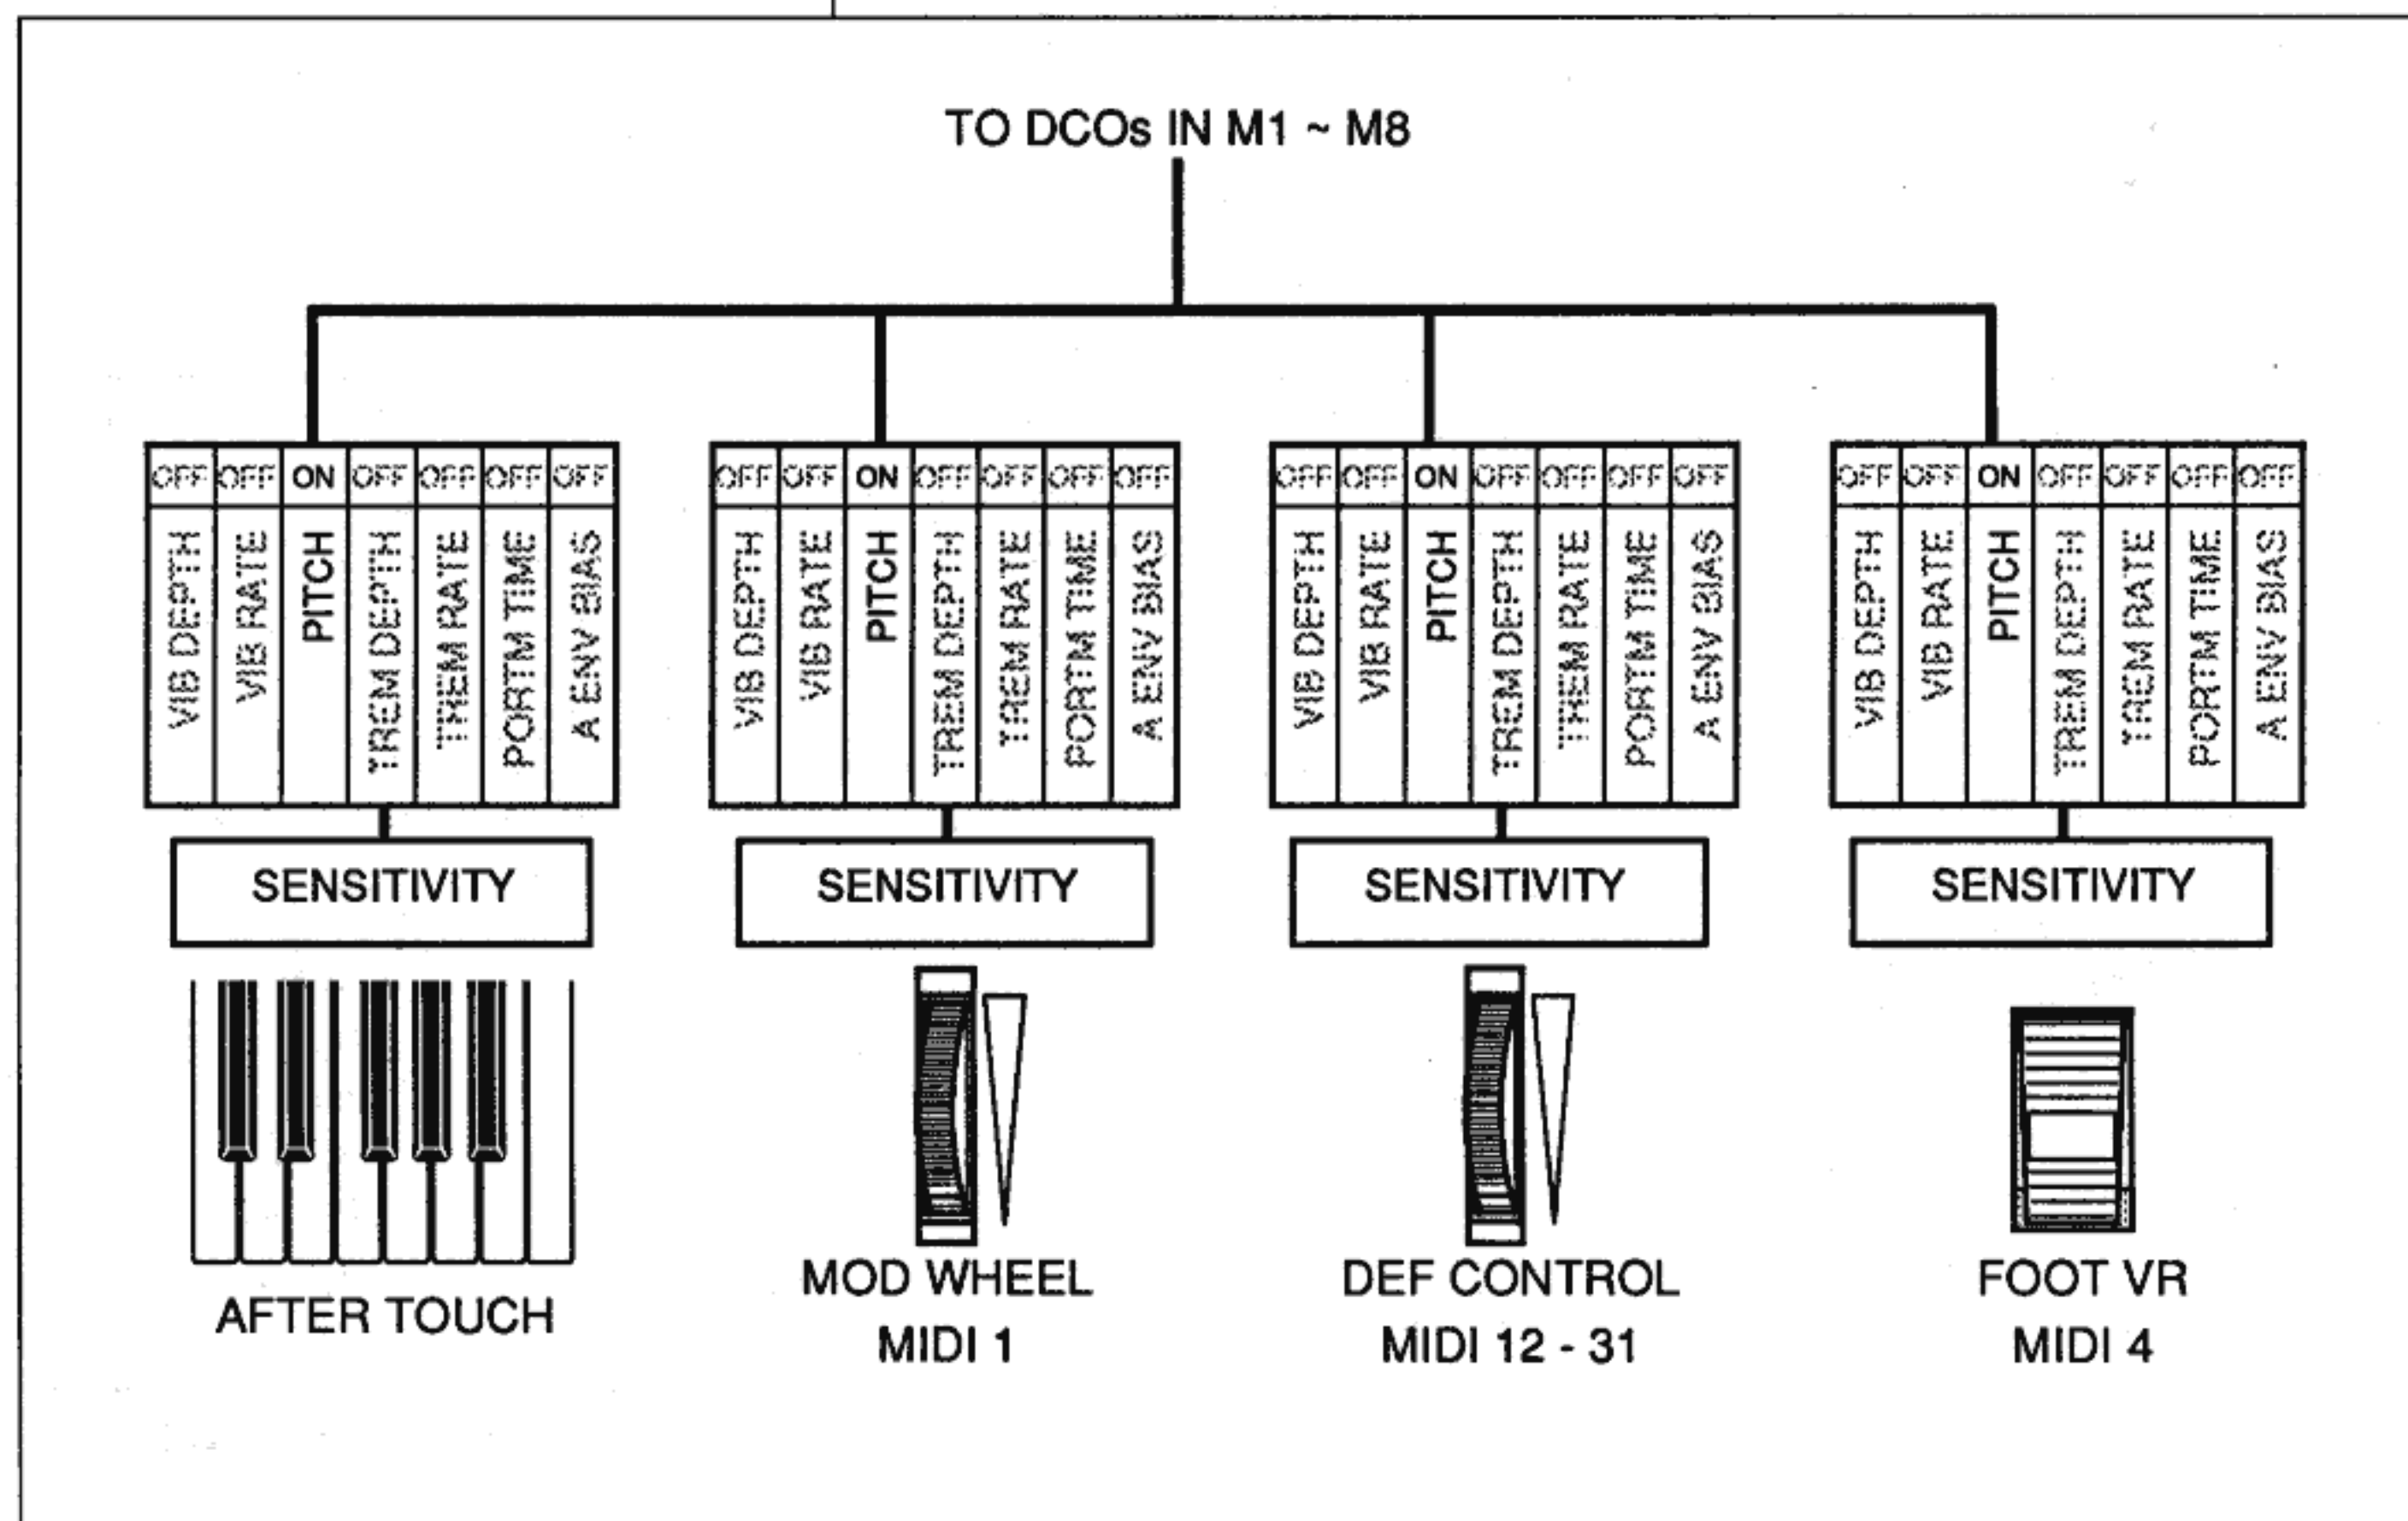 TO DCOs IN M1 ~ M8
OFF OFF ON OFF OFF OFF OFF
VIB DEPTH
VIB RATE
PITCH
TREM DEPTH
TREM RATE
PORTM TIME
A ENV BIAS
SENSITIVITY
AFTER TOUCH
OFF OFF ON OFF OFF OFF OFF
VIB DEPTH
VIB RATE
PITCH
TREM DEPTH
TREM RATE
PORTM TIME
A ENV BIAS
SENSITIVITY
MOD WHEEL
MIDI 1
OFF OFF ON OFF OFF OFF OFF
VIB DEPTH
VIB RATE
PITCH
TREM DEPTH
TREM RATE
PORTM TIME
A ENV BIAS
SENSITIVITY
DEF CONTROL
MIDI 12 - 31
OFF OFF ON OFF OFF OFF OFF
VIB DEPTH
VIB RATE
PITCH
TREM DEPTH
TREM RATE
PORTM TIME
A ENV BIAS
SENSITIVITY
FOOT VR
MIDI 4